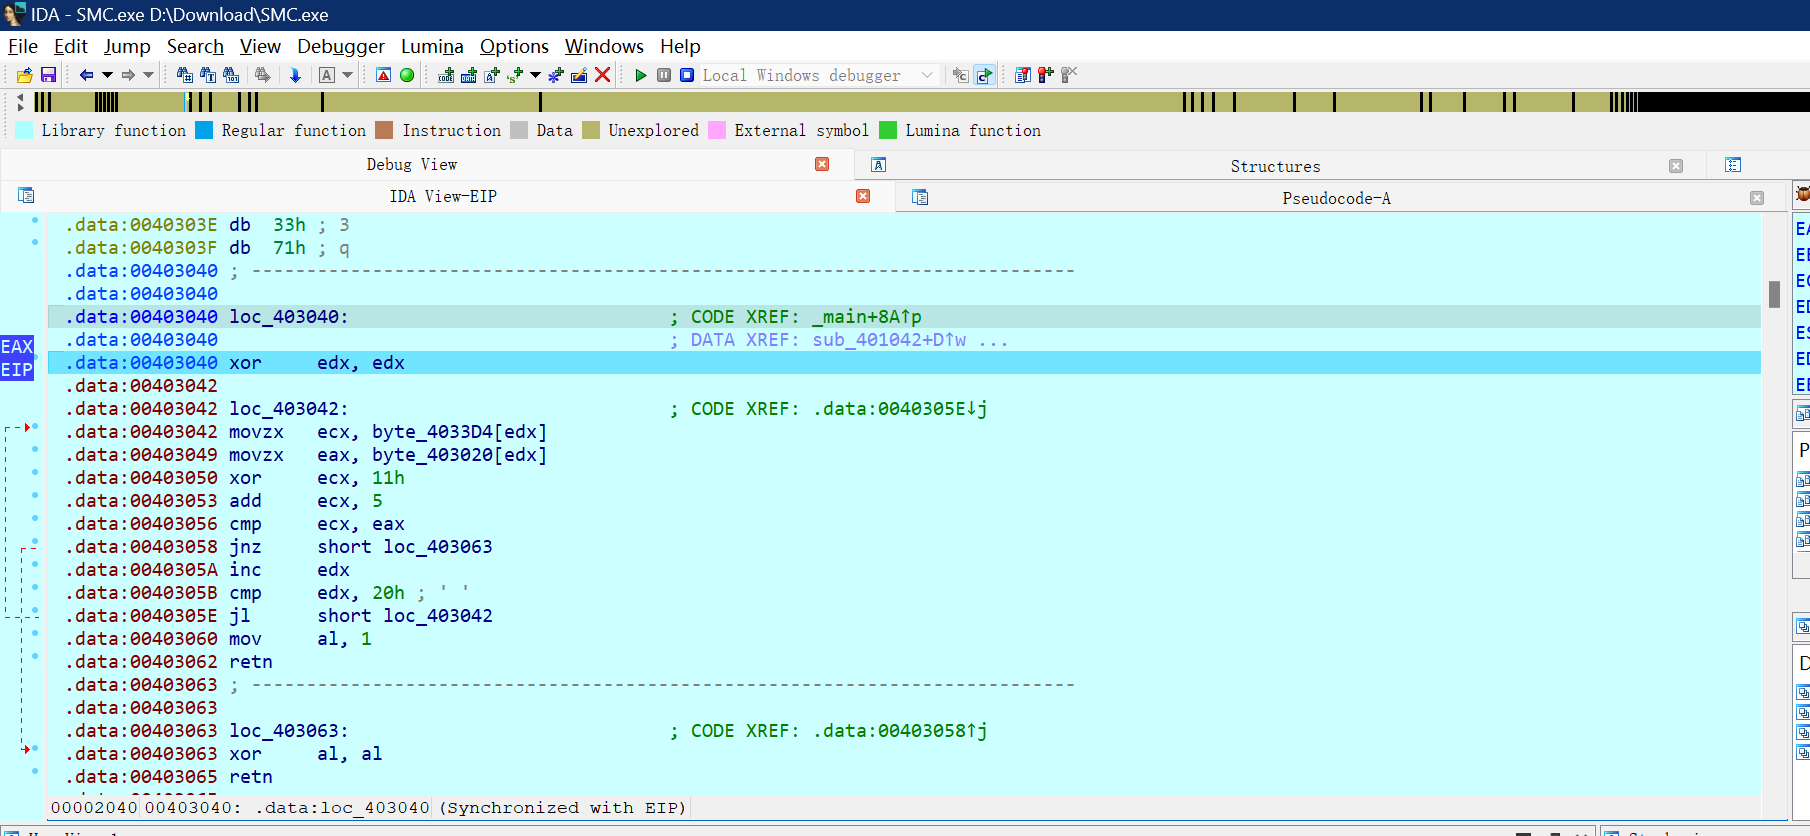 IDA - SMC.exe D:\Download\SMC.exe
File Edit Jump Search View Debugger Lumina Options Windows Help
Local Windows debugger
Library function Regular function Instruction Data Unexplored External symbol Lumina function
Debug View Structures
IDA View-EIP Pseudocode-A
.data:0040303E db 33h ; 3
.data:0040303F db 71h ; q
.data:00403040 ; ---------------------------------------------------------------------------
.data:00403040
.data:00403040 loc_403040: ; CODE XREF: _main+8A↑p
.data:00403040 ; DATA XREF: sub_401042+D↑w ...
EAX
EIP .data:00403040 xor edx, edx
.data:00403042
.data:00403042 loc_403042: ; CODE XREF: .data:0040305E↓j
.data:00403042 movzx ecx, byte_4033D4[edx]
.data:00403049 movzx eax, byte_403020[edx]
.data:00403050 xor ecx, 11h
.data:00403053 add ecx, 5
.data:00403056 cmp ecx, eax
.data:00403058 jnz short loc_403063
.data:0040305A inc edx
.data:0040305B cmp edx, 20h ; ' '
.data:0040305E jl short loc_403042
.data:00403060 mov al, 1
.data:00403062 retn
.data:00403063 ; ---------------------------------------------------------------------------
.data:00403063
.data:00403063 loc_403063: ; CODE XREF: .data:00403058↑j
.data:00403063 xor al, al
.data:00403065 retn
00002040 00403040: .data:loc_403040 (Synchronized with EIP)